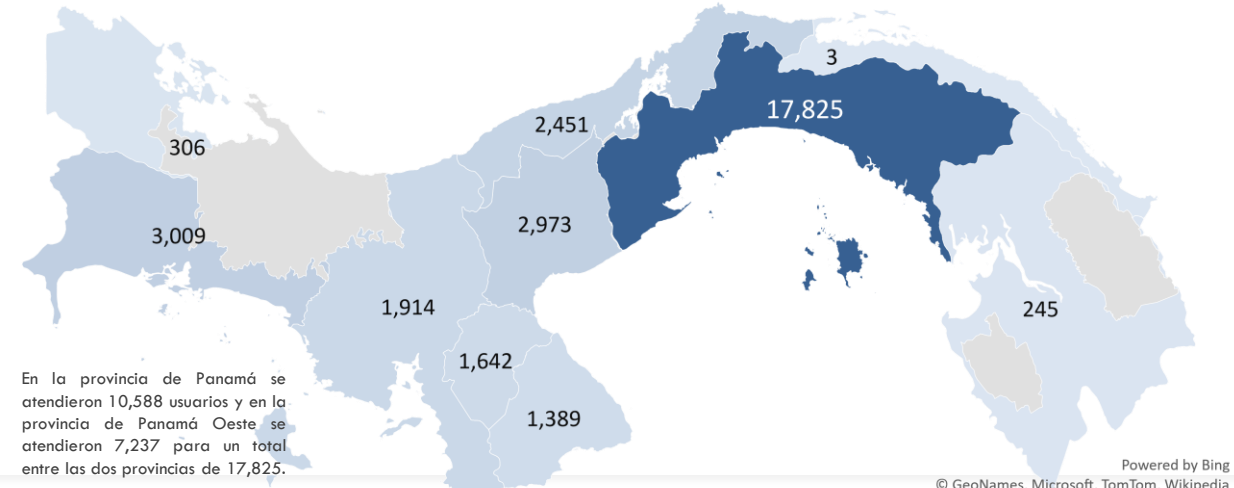 3
17,825
2,451
306
2,973
3,009
1,914
245
1,642
1,389
En la provincia de Panamá se
atendieron 10,588 usuarios y en la
provincia de Panamá Oeste se
atendieron 7,237 para un total
entre las dos provincias de 17,825.
Powered by Bing
© GeoNames, Microsoft, TomTom, Wikipedia